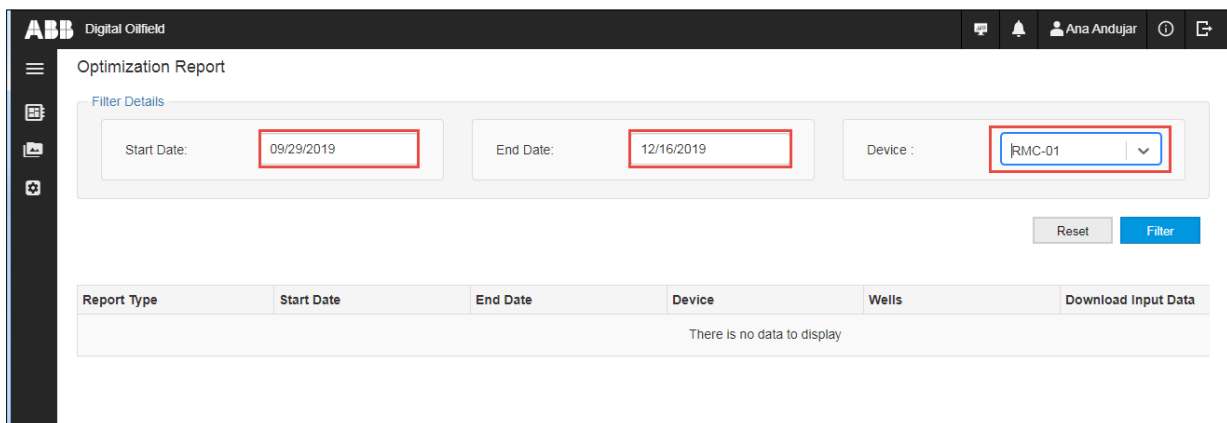 ABB Digital Oilfield Ana Andujar
Optimization Report
Filter Details
Start Date: 09/29/2019 End Date: 12/16/2019 Device : RMC-01
Reset Filter
Report Type Start Date End Date Device Wells Download Input Data
There is no data to display